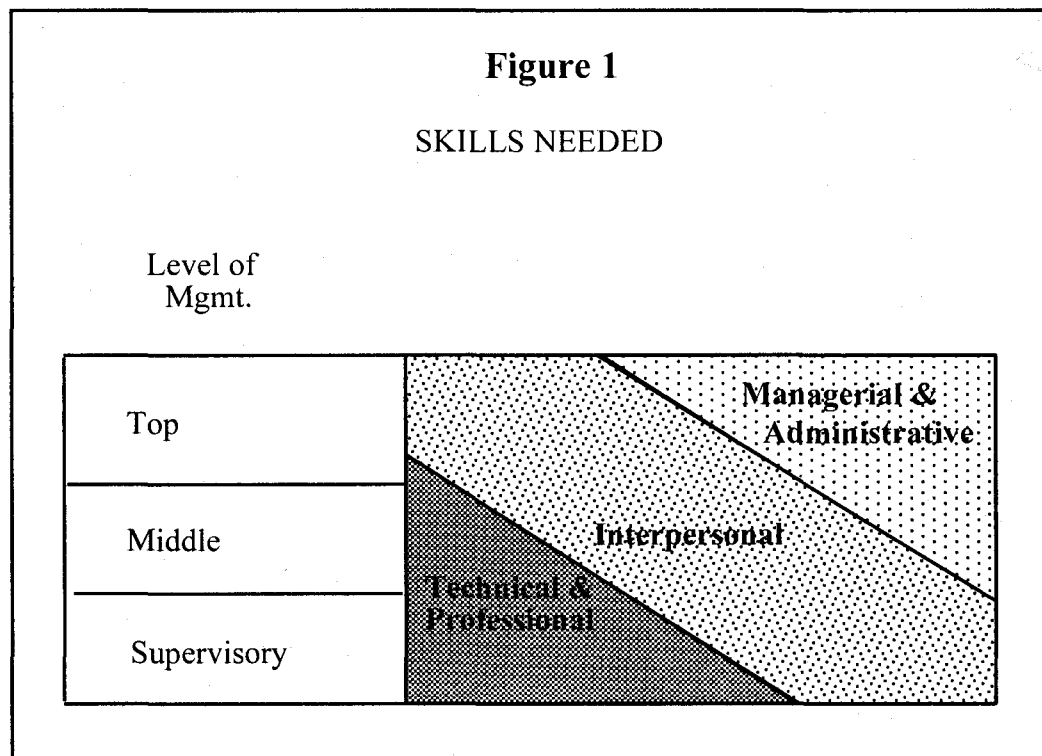 Figure 1
SKILLS NEEDED
Level of
Mgmt.
Top
Managerial &
Administrative
Middle
Interpersonal
Technical &
Professional
Supervisory